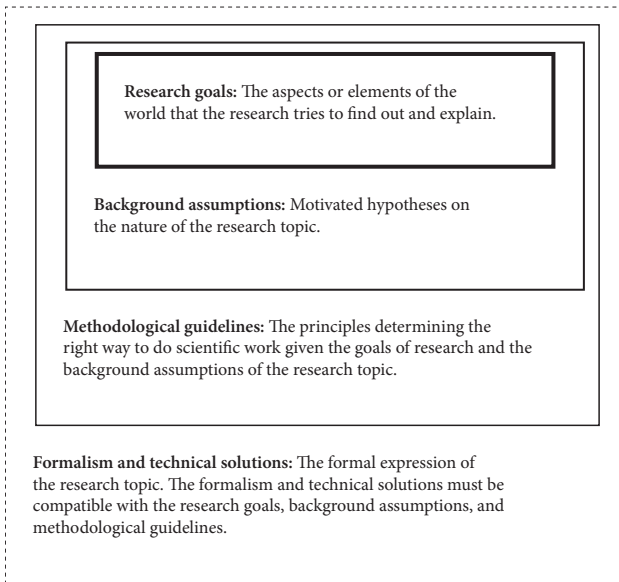 Research goals: The aspects or elements of the
world that the research tries to find out and explain.
Background assumptions: Motivated hypotheses on
the nature of the research topic.
Methodological guidelines: The principles determining the
right way to do scientific work given the goals of research and the
background assumptions of the research topic.
Formalism and technical solutions: The formal expression of
the research topic. The formalism and technical solutions must be
compatible with the research goals, background assumptions, and
methodological guidelines.